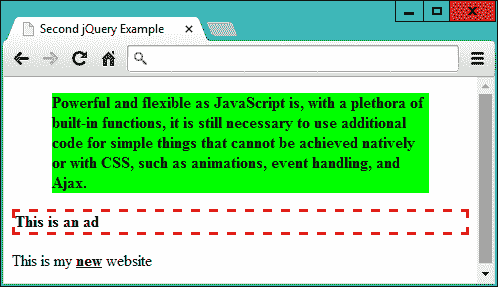 Second jQuery Example
Powerful and flexible as JavaScript is, with a plethora of
built-in functions, it is still necessary to use additional
code for simple things that cannot be achieved natively
or with CSS, such as animations, event handling, and
Ajax.
This is an ad
This is my new website